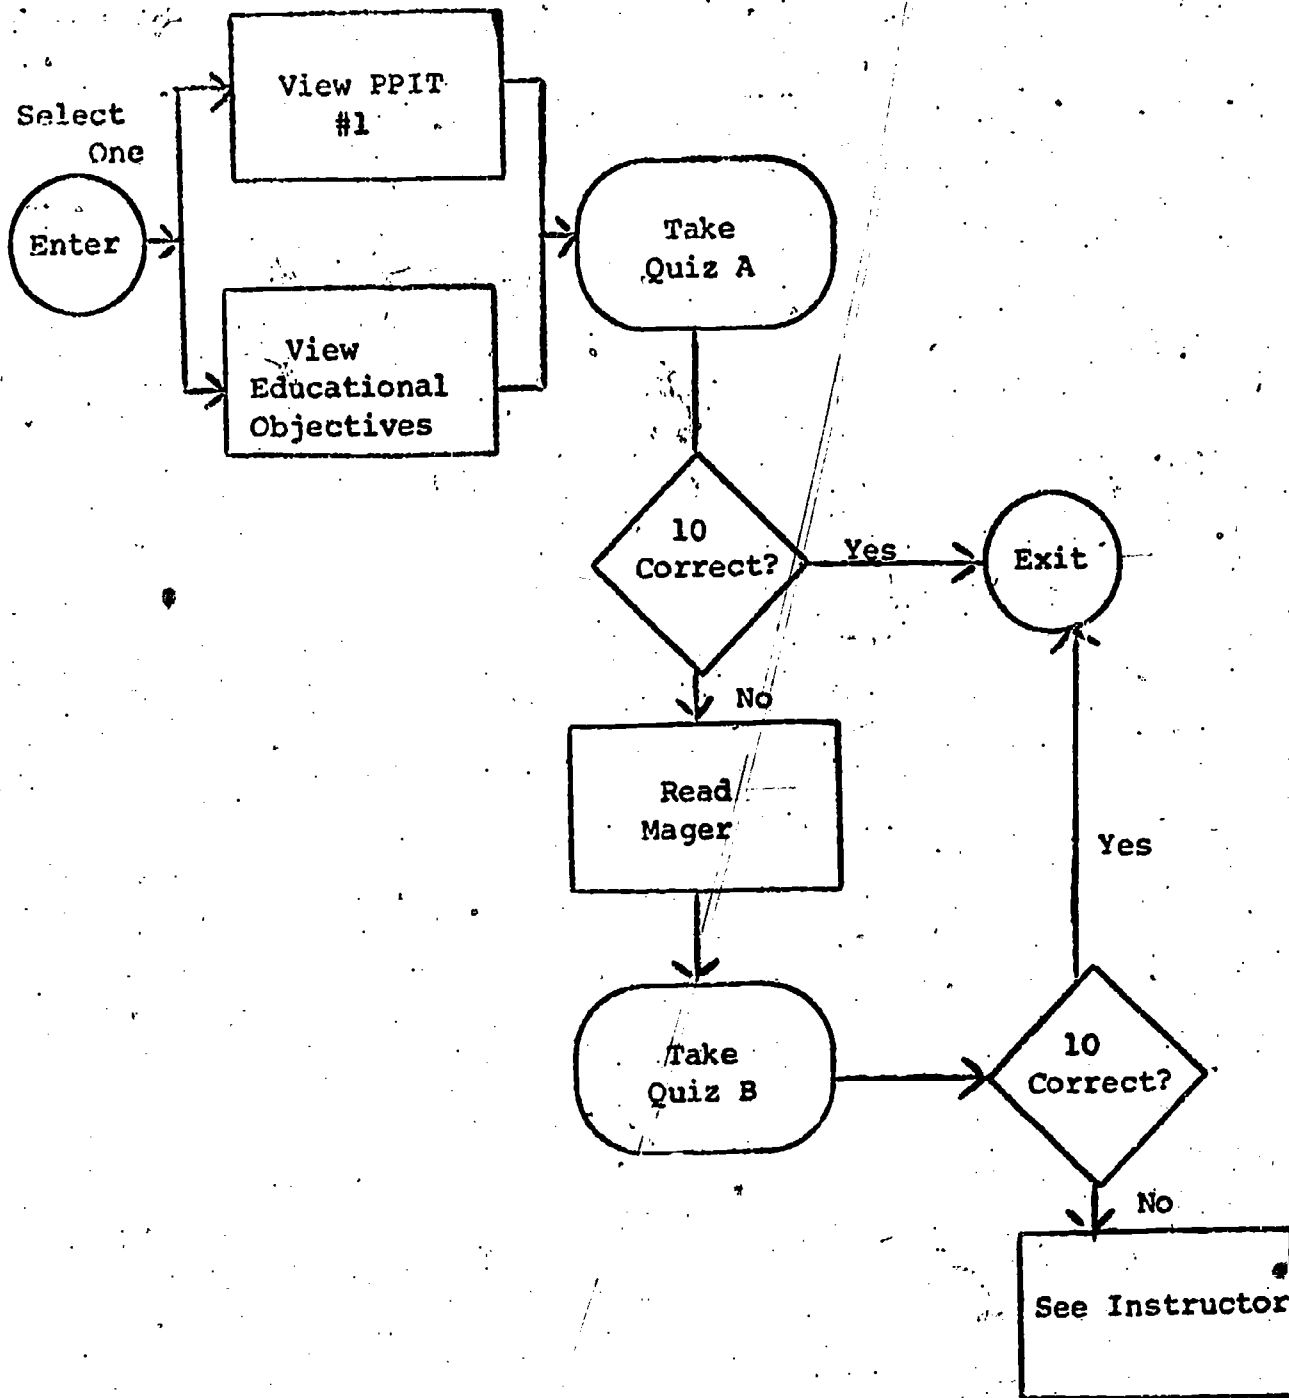 View PPIT
#1
Select
One
Enter
Take
Quiz A
View
Educational
Objectives
10
Correct?
Yes
Exit
No
Read
Mager
Yes
Take
Quiz B
10
Correct?
No
See Instructor